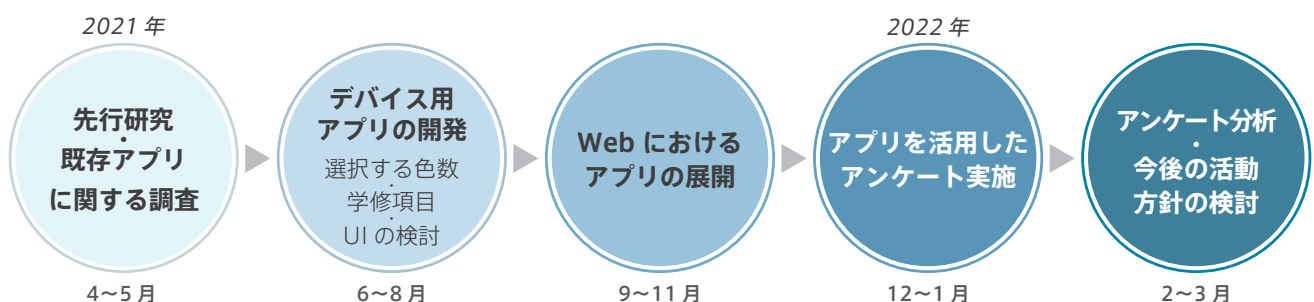 2021 年
先行研究
・
既存アプリ
に関する調査
4〜5 月
デバイス用
アプリの開発
選択する色数
・
学修項目
・
UI の検討
6〜8 月
Web における
アプリの展開
9〜11 月
2022 年
アプリを活用した
アンケート実施
12〜1 月
アンケート分析
・
今後の活動
方針の検討
2〜3 月